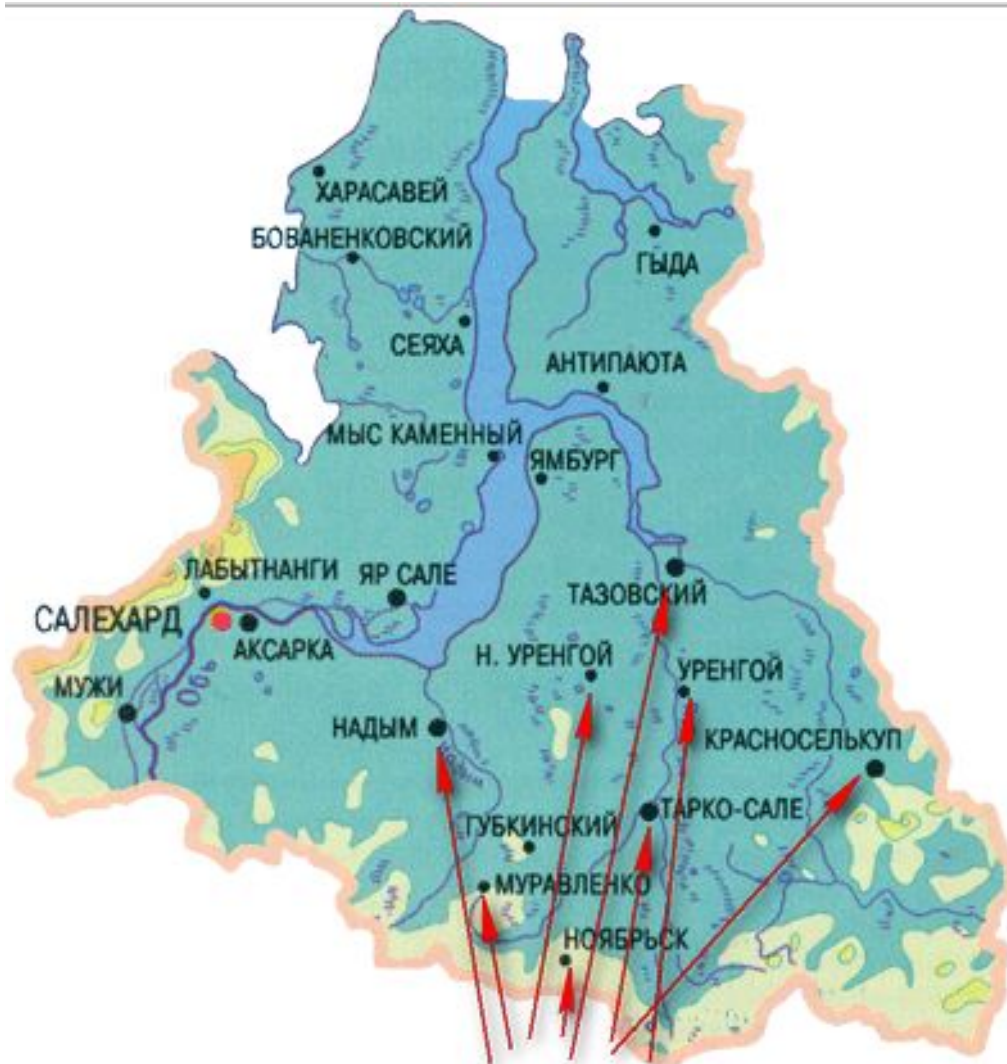 ХАРАСАВЕЙ
БОВАНЕНКОВСКИЙ
ГЫДА
СЕЯХА
АНТИПАЮТА
МЫС КАМЕННЫЙ
ЯМБУРГ
ЛАБЫТНАНГИ
ЯР САЛЕ
ТАЗОВСКИЙ
САЛЕХАРД
АКСАРКА
Н. УРЕНГОЙ
УРЕНГОЙ
МУЖИ
Обь
НАДЫМ
КРАСНОСЕЛЬКУП
Надым
ТАРКО-САЛЕ
ГУБКИНСКИЙ
МУРАВЛЕНКО
НОЯБРЬСК